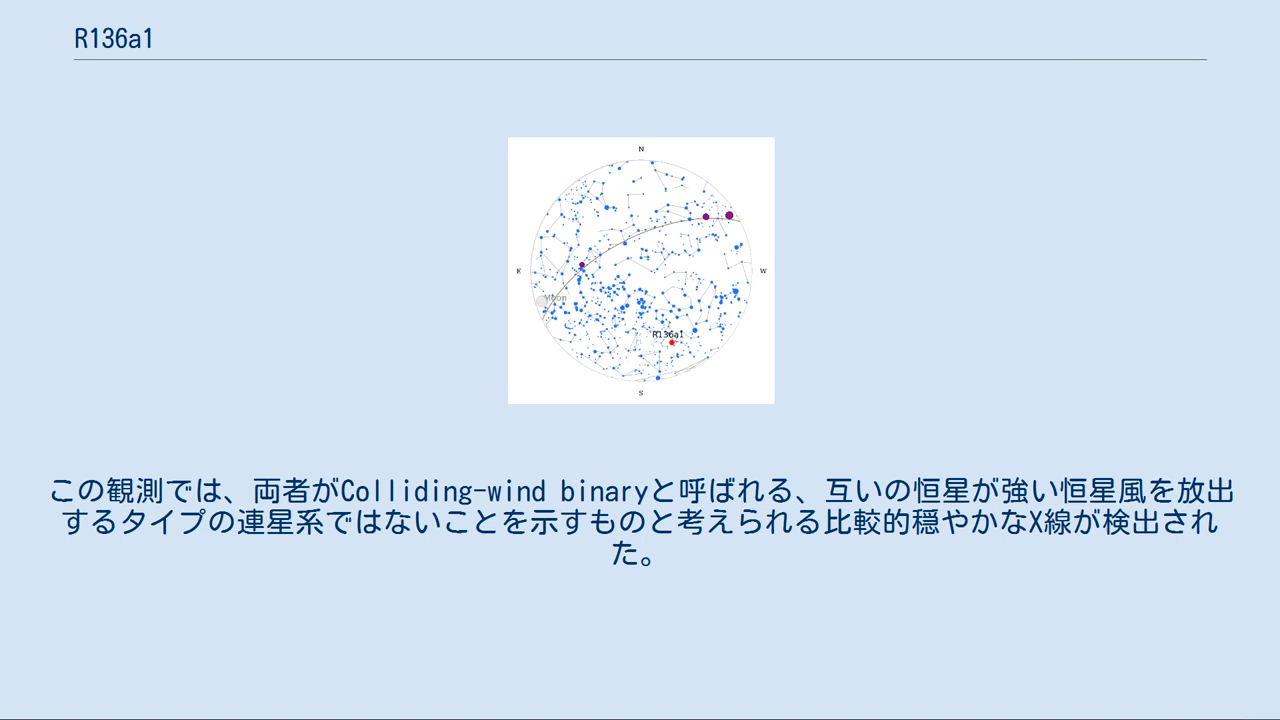 R136a1
N
E
W
Moon
R136a1
S
この観測では、両者がColliding-wind binaryと呼ばれる、互いの恒星が強い恒星風を放出
するタイプの連星系ではないことを示すものと考えられる比較的穏やかなX線が検出され
た。